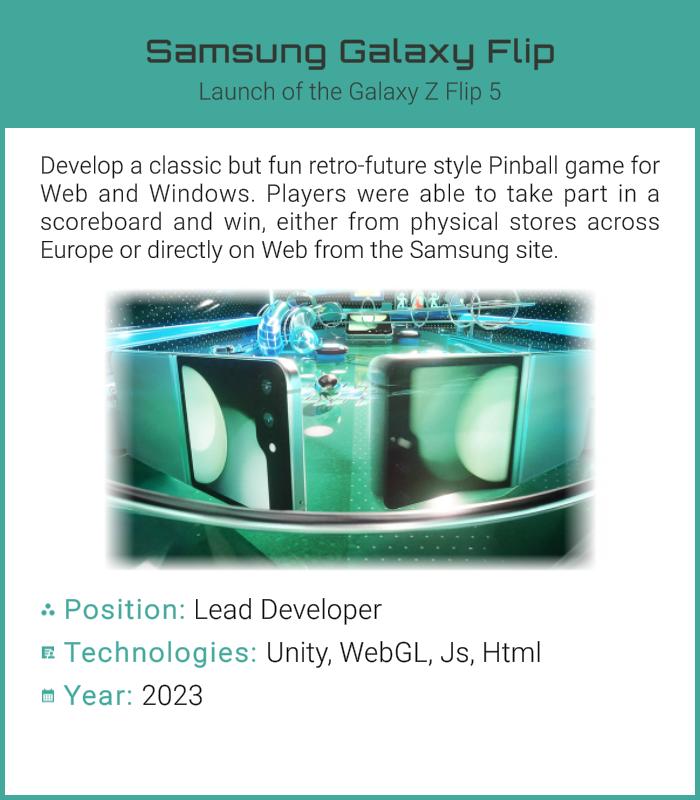 Samsung Galaxy Flip
Launch of the Galaxy Z Flip 5
Develop a classic but fun retro-future style Pinball game for
Web and Windows. Players were able to take part in a
scoreboard and win, either from physical stores across
Europe or directly on Web from the Samsung site.
Position: Lead Developer
Technologies: Unity, WebGL, Js, Html
Year: 2023